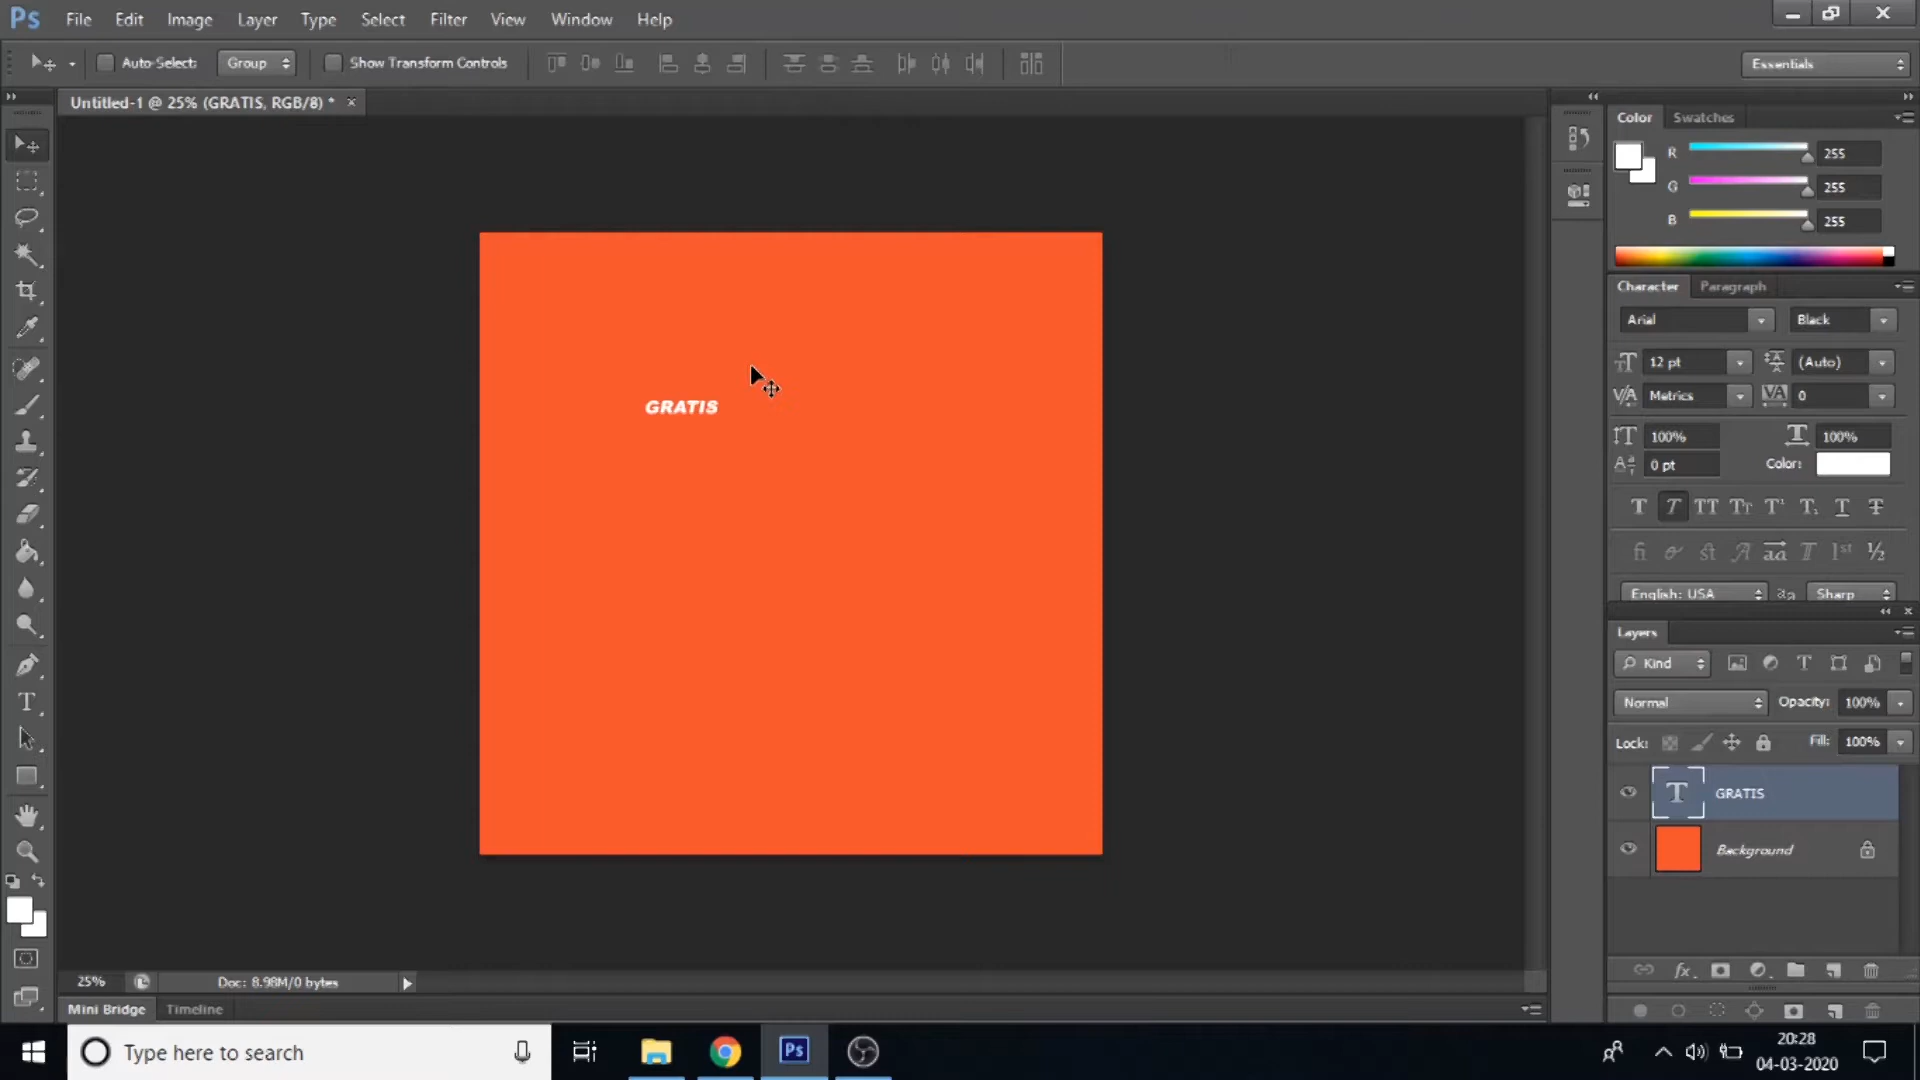 Ps File Edit Image Layer Type Select Filter View Window Help
Auto-Select: Group Show Transform Controls Essentials
Untitled-1 @ 25% (GRATIS, RGB/8) * ×
Color Swatches
R 255
G 255
B 255
Character Paragraph
Arial Black
12 pt (Auto)
Metrics 0
100% 100%
0 pt Color:
English: USA Sharp
GRATIS
Layers
Kind
Normal Opacity: 100%
Lock: Fill: 100%
GRATIS
Background
25% Doc: 8.98M/0 bytes
Mini Bridge Timeline
Type here to search
Ps
20:28
04-03-2020